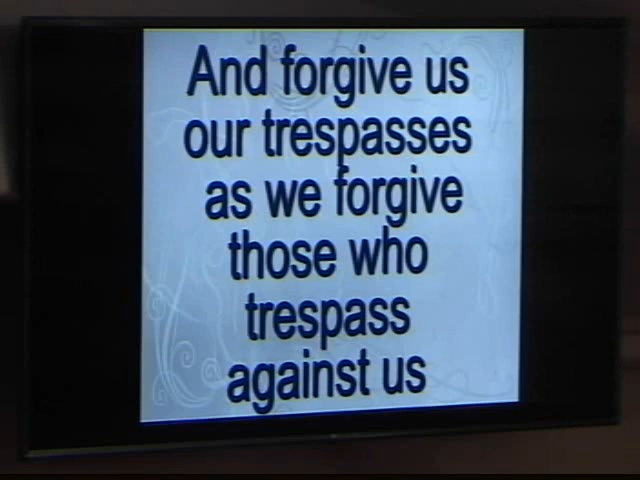 And forgive us
our trespasses
as we forgive
those who
trespass
against us